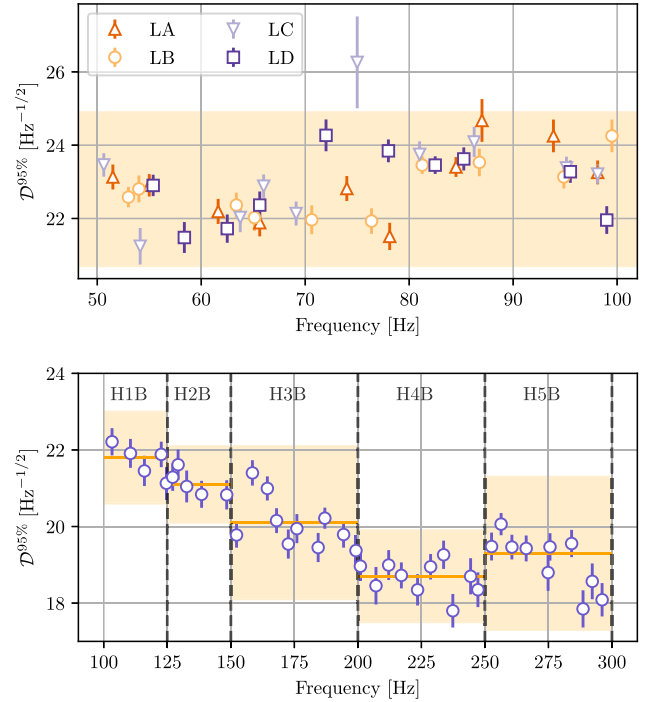 LA LC
LB LD
𝒟^95% [Hz^−1/2]
26
24
22
50 60 70 80 90 100
Frequency [Hz]
H1B H2B H3B H4B H5B
𝒟^95% [Hz^−1/2]
24
22
20
18
100 125 150 175 200 225 250 275 300
Frequency [Hz]